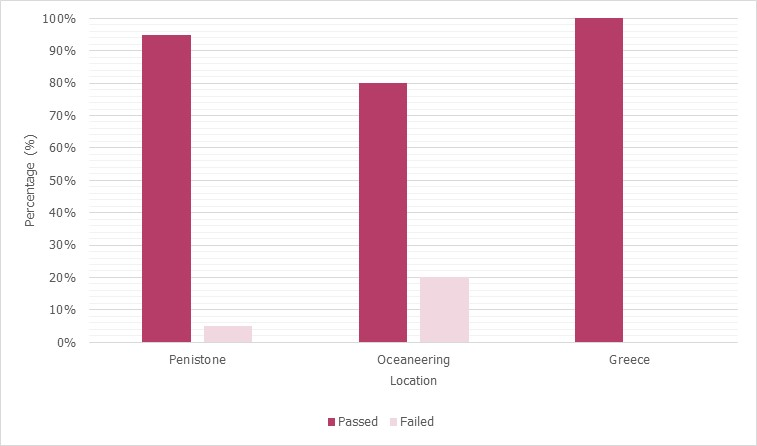 100%
90%
80%
70%
60%
50%
40%
30%
20%
10%
0%
Percentage (%)
Penistone Oceaneering Greece
Location
Passed Failed